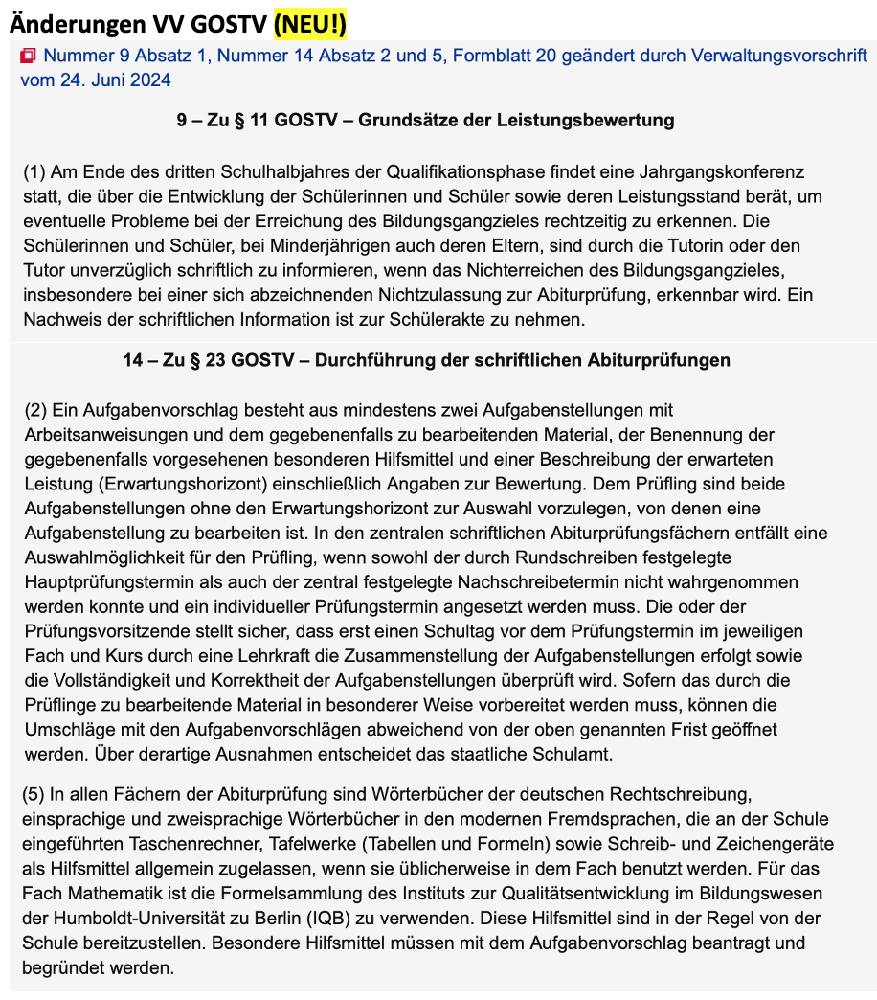 Änderungen VV GOSTV (NEU!)
Nummer 9 Absatz 1, Nummer 14 Absatz 2 und 5, Formblatt 20 geändert durch Verwaltungsvorschrift
vom 24. Juni 2024
9 – Zu § 11 GOSTV – Grundsätze der Leistungsbewertung
(1) Am Ende des dritten Schulhalbjahres der Qualifikationsphase findet eine Jahrgangskonferenz
statt, die über die Entwicklung der Schülerinnen und Schüler sowie deren Leistungsstand berät, um
eventuelle Probleme bei der Erreichung des Bildungsgangzieles rechtzeitig zu erkennen. Die
Schülerinnen und Schüler, bei Minderjährigen auch deren Eltern, sind durch die Tutorin oder den
Tutor unverzüglich schriftlich zu informieren, wenn das Nichterreichen des Bildungsgangzieles,
insbesondere bei einer sich abzeichnenden Nichtzulassung zur Abiturprüfung, erkennbar wird. Ein
Nachweis der schriftlichen Information ist zur Schülerakte zu nehmen.
14 – Zu § 23 GOSTV – Durchführung der schriftlichen Abiturprüfungen
(2) Ein Aufgabenvorschlag besteht aus mindestens zwei Aufgabenstellungen mit
Arbeitsanweisungen und dem gegebenenfalls zu bearbeitenden Material, der Benennung der
gegebenenfalls vorgesehenen besonderen Hilfsmittel und einer Beschreibung der erwarteten
Leistung (Erwartungshorizont) einschließlich Angaben zur Bewertung. Dem Prüfling sind beide
Aufgabenstellungen ohne den Erwartungshorizont zur Auswahl vorzulegen, von denen eine
Aufgabenstellung zu bearbeiten ist. In den zentralen schriftlichen Abiturprüfungsfächern entfällt eine
Auswahlmöglichkeit für den Prüfling, wenn sowohl der durch Rundschreiben festgelegte
Hauptprüfungstermin als auch der zentral festgelegte Nachschreibetermin nicht wahrgenommen
werden konnte und ein individueller Prüfungstermin angesetzt werden muss. Die oder der
Prüfungsvorsitzende stellt sicher, dass erst einen Schultag vor dem Prüfungstermin im jeweiligen
Fach und Kurs durch eine Lehrkraft die Zusammenstellung der Aufgabenstellungen erfolgt sowie
die Vollständigkeit und Korrektheit der Aufgabenstellungen überprüft wird. Sofern das durch die
Prüflinge zu bearbeitende Material in besonderer Weise vorbereitet werden muss, können die
Umschläge mit den Aufgabenvorschlägen abweichend von der oben genannten Frist geöffnet
werden. Über derartige Ausnahmen entscheidet das staatliche Schulamt.
(5) In allen Fächern der Abiturprüfung sind Wörterbücher der deutschen Rechtschreibung,
einsprachige und zweisprachige Wörterbücher in den modernen Fremdsprachen, die an der Schule
eingeführten Taschenrechner, Tafelwerke (Tabellen und Formeln) sowie Schreib- und Zeichengeräte
als Hilfsmittel allgemein zugelassen, wenn sie üblicherweise in dem Fach benutzt werden. Für das
Fach Mathematik ist die Formelsammlung des Instituts zur Qualitätsentwicklung im Bildungswesen
der Humboldt-Universität zu Berlin (IQB) zu verwenden. Diese Hilfsmittel sind in der Regel von der
Schule bereitzustellen. Besondere Hilfsmittel müssen mit dem Aufgabenvorschlag beantragt und
begründet werden.